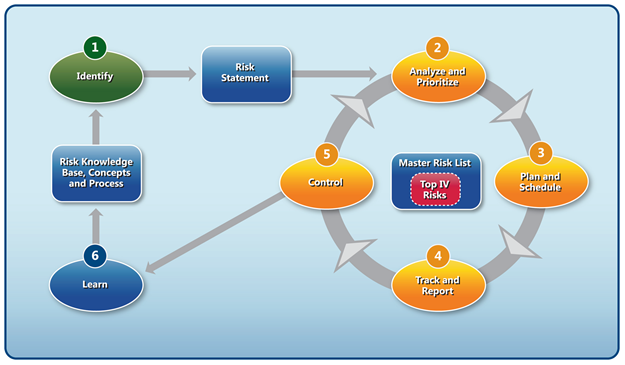 1
Identify
Risk
Statement
2
Analyze and
Prioritize
3
Plan and
Schedule
4
Track and
Report
5
Control
Master Risk List
Top IV
Risks
6
Learn
Risk Knowledge
Base, Concepts
and Process